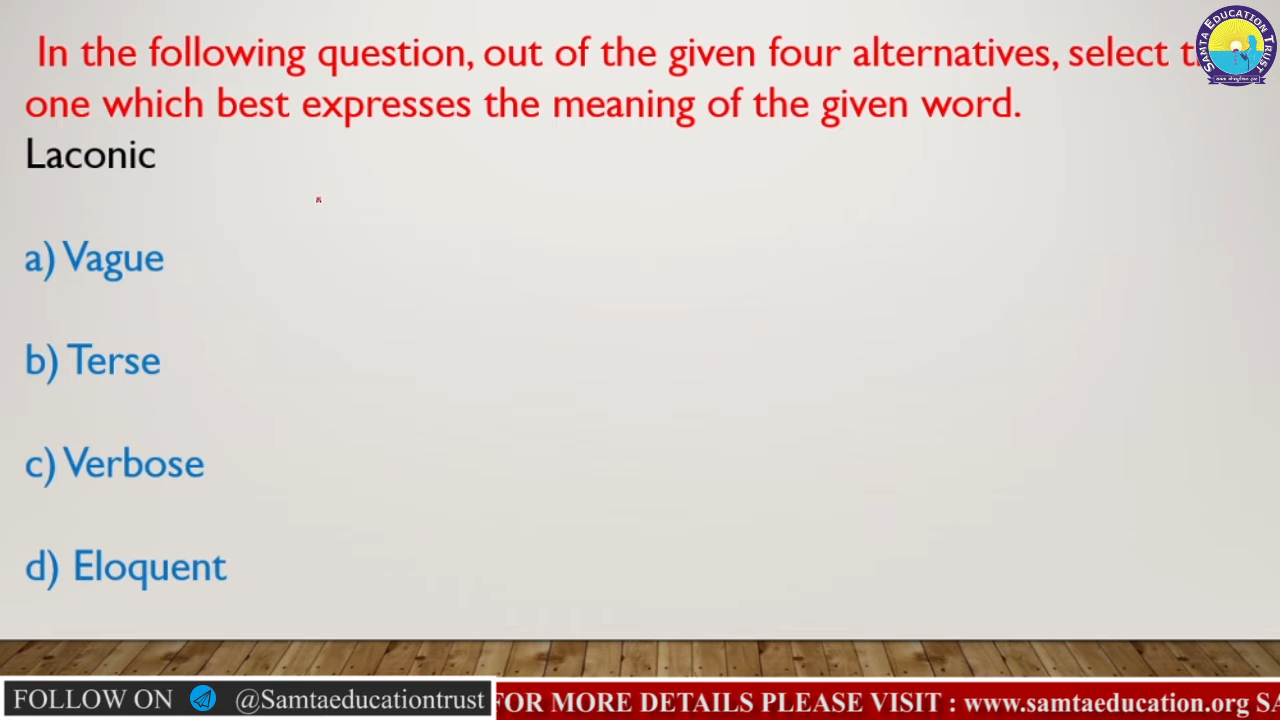 In the following question, out of the given four alternatives, select
one which best expresses the meaning of the given word.
Laconic
a) Vague
b) Terse
c) Verbose
d) Eloquent
SAMTA EDUCATION TRUST
FOLLOW ON @Samtaeducationtrust
FOR MORE DETAILS PLEASE VISIT : www.samtaeducation.org SA